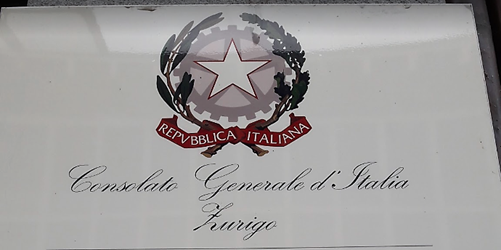 REPVBBLICA ITALIANA
Consolato Generale d'Italia
Zurigo